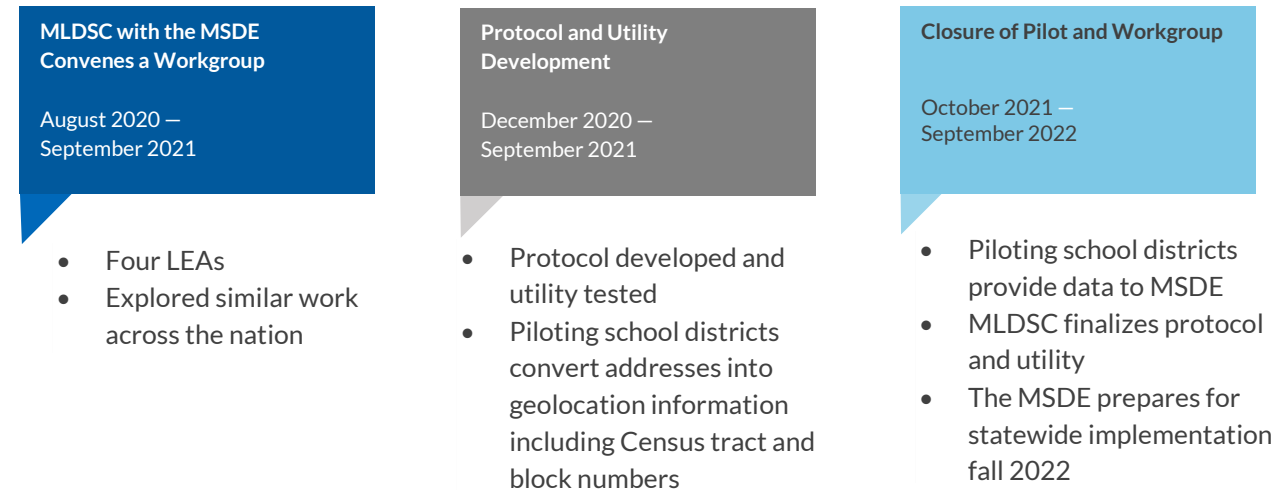 MLDSC with the MSDE
Convenes a Workgroup
August 2020 —
September 2021
• Four LEAs
• Explored similar work
across the nation
Protocol and Utility
Development
December 2020 —
September 2021
• Protocol developed and
utility tested
• Piloting school districts
convert addresses into
geolocation information
including Census tract and
block numbers
Closure of Pilot and Workgroup
October 2021 —
September 2022
• Piloting school districts
provide data to MSDE
• MLDSC finalizes protocol
and utility
• The MSDE prepares for
statewide implementation
fall 2022